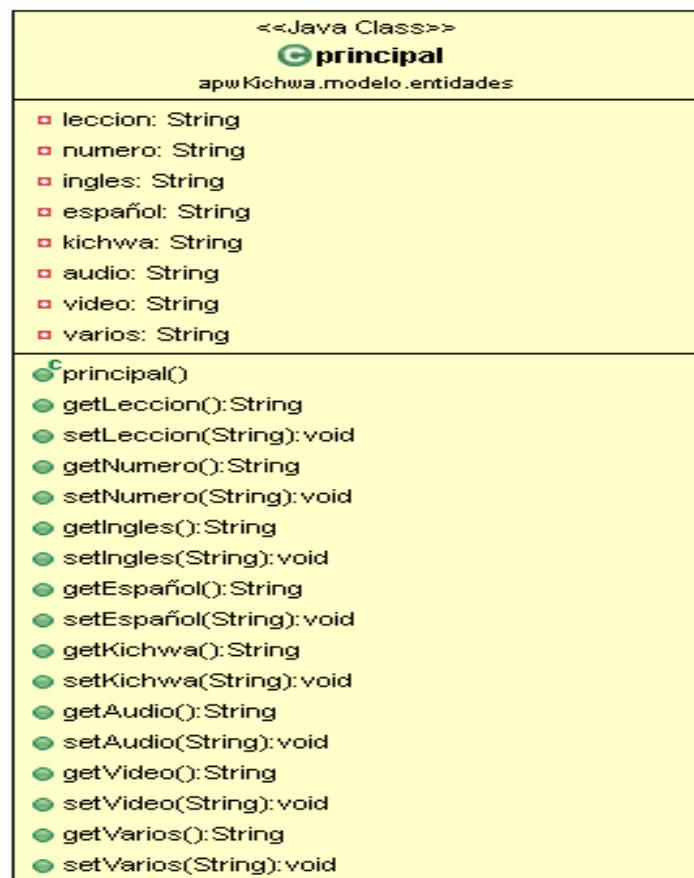 <<Java Class>>
principal
apwKichwa.modelo.entidades
leccion: String
numero: String
ingles: String
español: String
kichwa: String
audio: String
video: String
varios: String
principal()
getLeccion():String
setLeccion(String):void
getNumero():String
setNumero(String):void
getIngles():String
setIngles(String):void
getEspañol():String
setEspañol(String):void
getKichwa():String
setKichwa(String):void
getAudio():String
setAudio(String):void
getVideo():String
setVideo(String):void
getVarios():String
setVarios(String):void